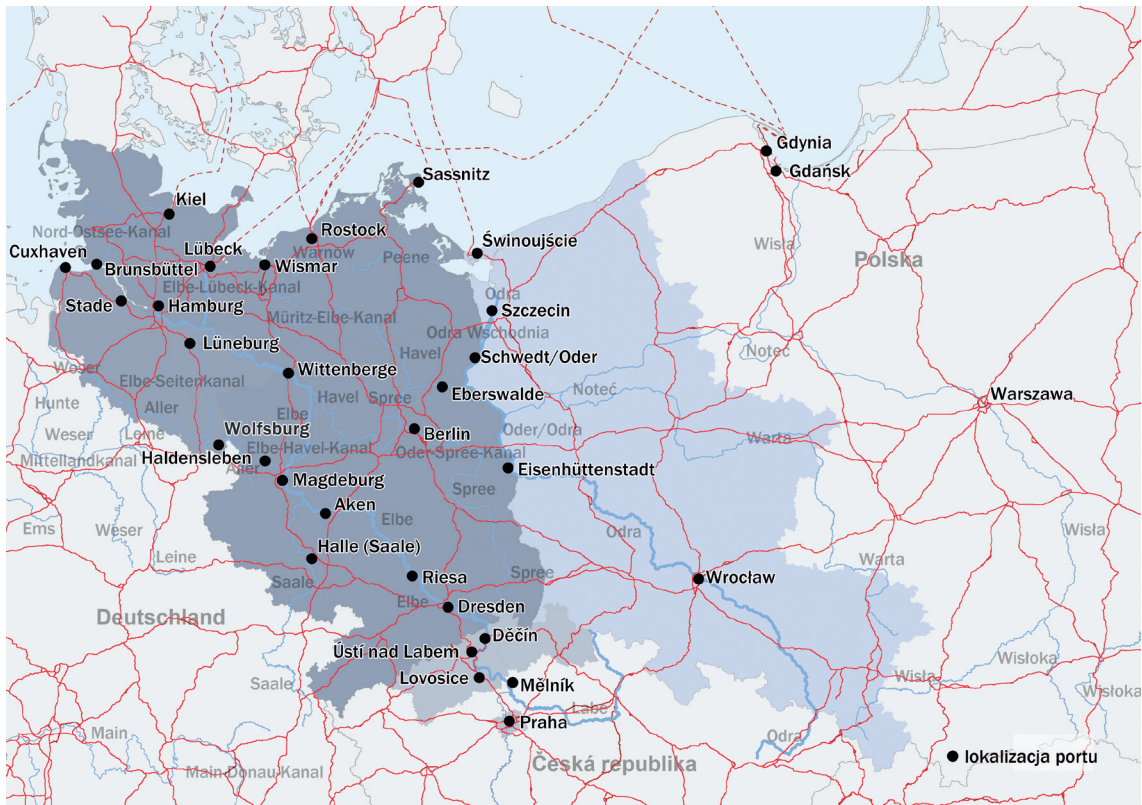 Gdynia
Gdańsk
Sassnitz
Kiel
Nord-Ostsee-Kanal
Rostock
Warnow
Świnoujście
Wisła
Cuxhaven
Lübeck
Peene
Polska
Brunsbüttel
Wismar
Elbe-Lübeck-Kanal
Odra
Stade
Hamburg
Szczecin
Müritz-Elbe-Kanal
Odra Wschodnia
Lüneburg
Havel
Schwedt/Oder
Noteć
Weser
Wittenberge
Elbe-Seitenkanal
Eberswalde
Noteć
Warszawa
Hunte
Havel
Spree
Aller
Elbe
Weser
Leine
Wolfsburg
Berlin
Oder/Odra
Warta
Elbe-Havel-Kanal
Oder-Spree-Kanal
Mittellandkanal
Haldensleben
Aller
Eisenhüttenstadt
Magdeburg
Spree
Aken
Elbe
Ems
Weser
Odra
Wisła
Leine
Halle (Saale)
Warta
Saale
Riesa
Spree
Wrocław
Elbe
Dresden
Deutschland
Děčín
Ústí nad Labem
Wisłoka
Saale
Lovosice
Wisła
Mělník
Wisłoka
Labe
Praha
Main
Odra
Česká republika
lokalizacja portu
Main-Donau-Kanal